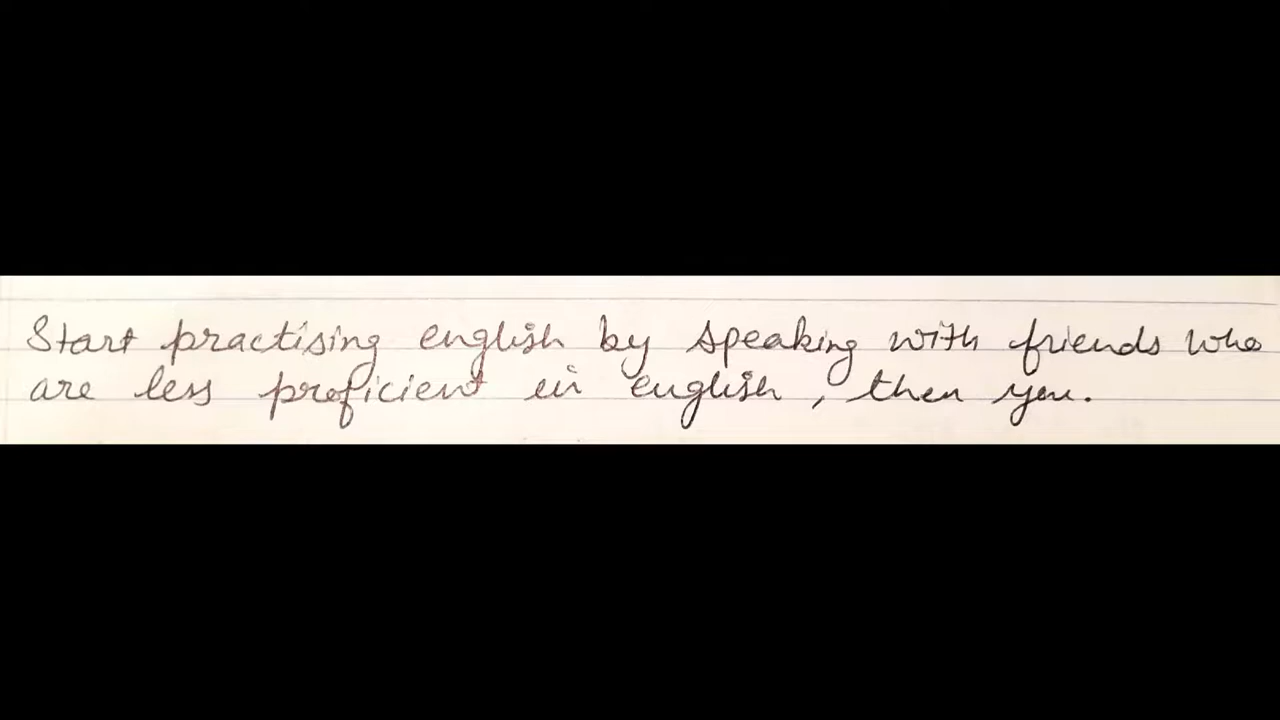 Start practising english by speaking with friends who
are less proficient in english, then you.